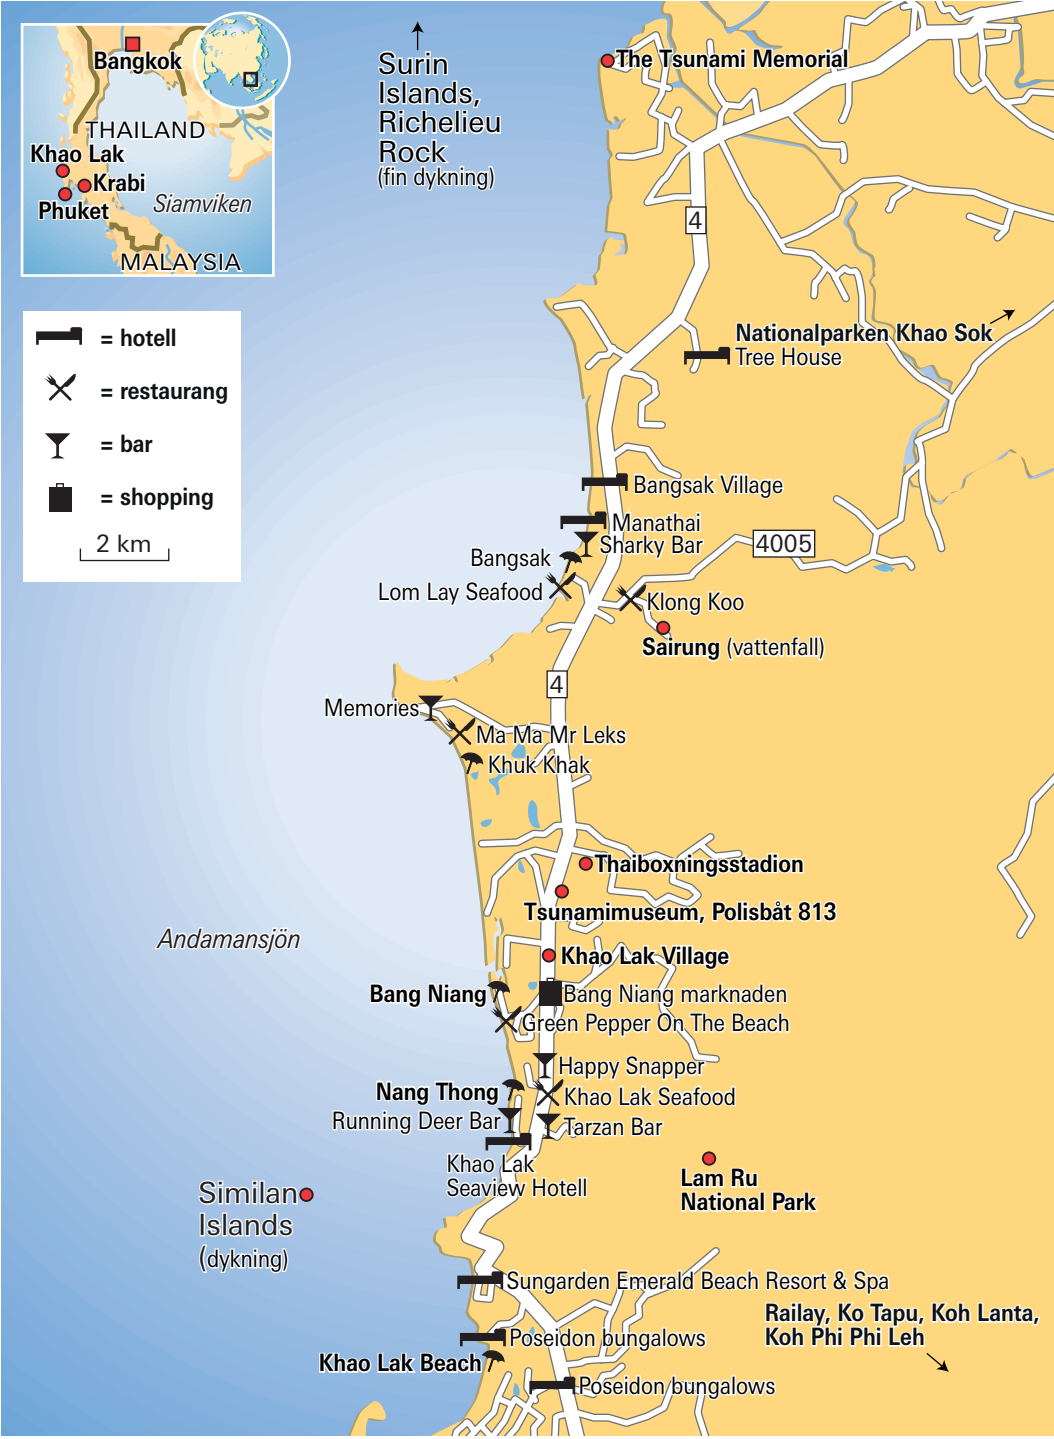 Bangkok
THAILAND
Khao Lak
Krabi
Phuket
Siamviken
MALAYSIA
= hotell
= restaurang
= bar
= shopping
2 km
Surin
Islands,
Richelieu
Rock
(fin dykning)
The Tsunami Memorial
4
Nationalparken Khao Sok
Tree House
Bangsak Village
Manathai
Sharky Bar
4005
Bangsak
Lom Lay Seafood
Klong Koo
Sairung (vattenfall)
4
Memories
Ma Ma Mr Leks
Khuk Khak
Thaiboxningsstadion
Tsunamimuseum, Polisbåt 813
Andamansjön
Khao Lak Village
Bang Niang
Bang Niang marknaden
Green Pepper On The Beach
Happy Snapper
Nang Thong
Khao Lak Seafood
Running Deer Bar
Tarzan Bar
Khao Lak
Seaview Hotell
Lam Ru
National Park
Similan
Islands
(dykning)
Sungarden Emerald Beach Resort & Spa
Railay, Ko Tapu, Koh Lanta,
Koh Phi Phi Leh
Poseidon bungalows
Khao Lak Beach
Poseidon bungalows